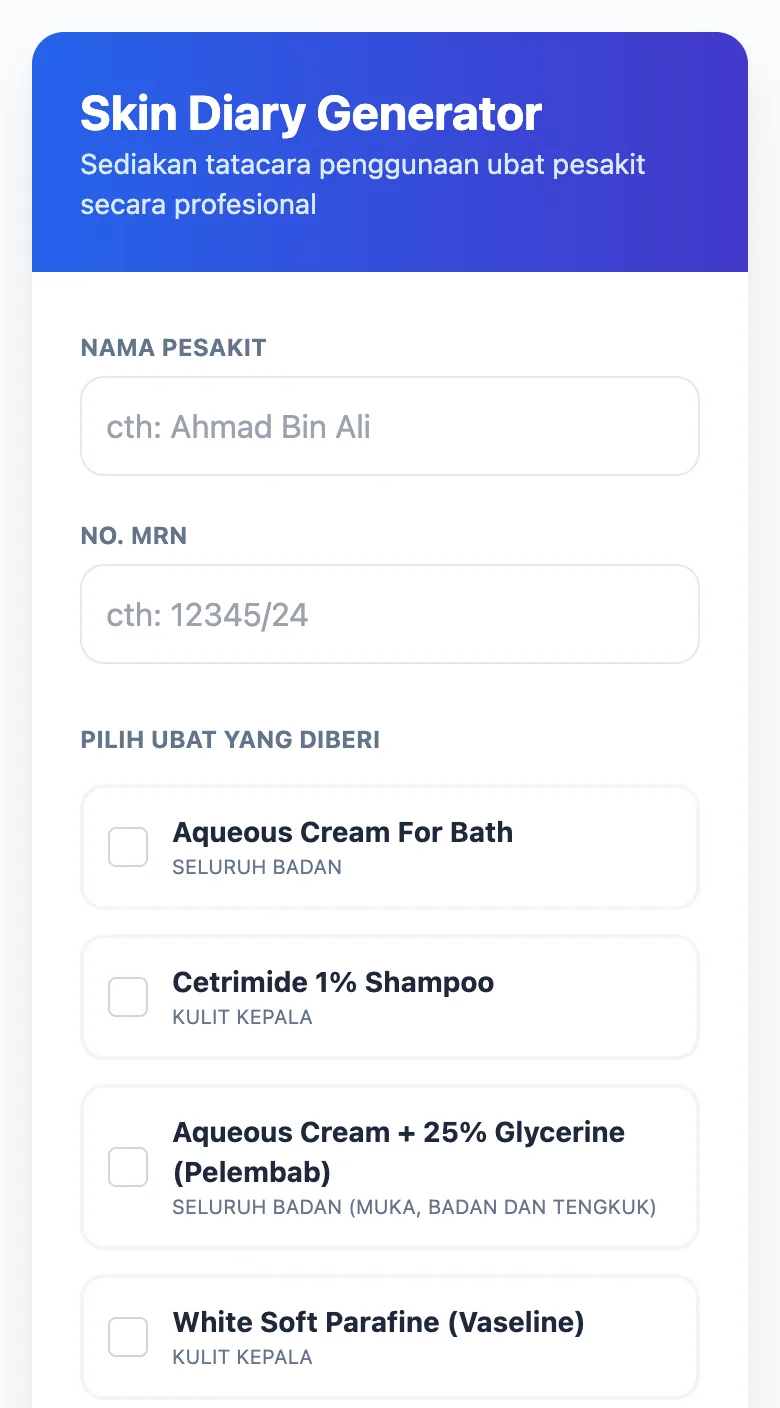 Skin Diary Generator
Sediakan tatacara penggunaan ubat pesakit
secara profesional
NAMA PESAKIT
cth: Ahmad Bin Ali
NO. MRN
cth: 12345/24
PILIH UBAT YANG DIBERI
Aqueous Cream For Bath
SELURUH BADAN
Cetrimide 1% Shampoo
KULIT KEPALA
Aqueous Cream + 25% Glycerine
(Pelembab)
SELURUH BADAN (MUKA, BADAN DAN TENGKUK)
White Soft Parafine (Vaseline)
KULIT KEPALA